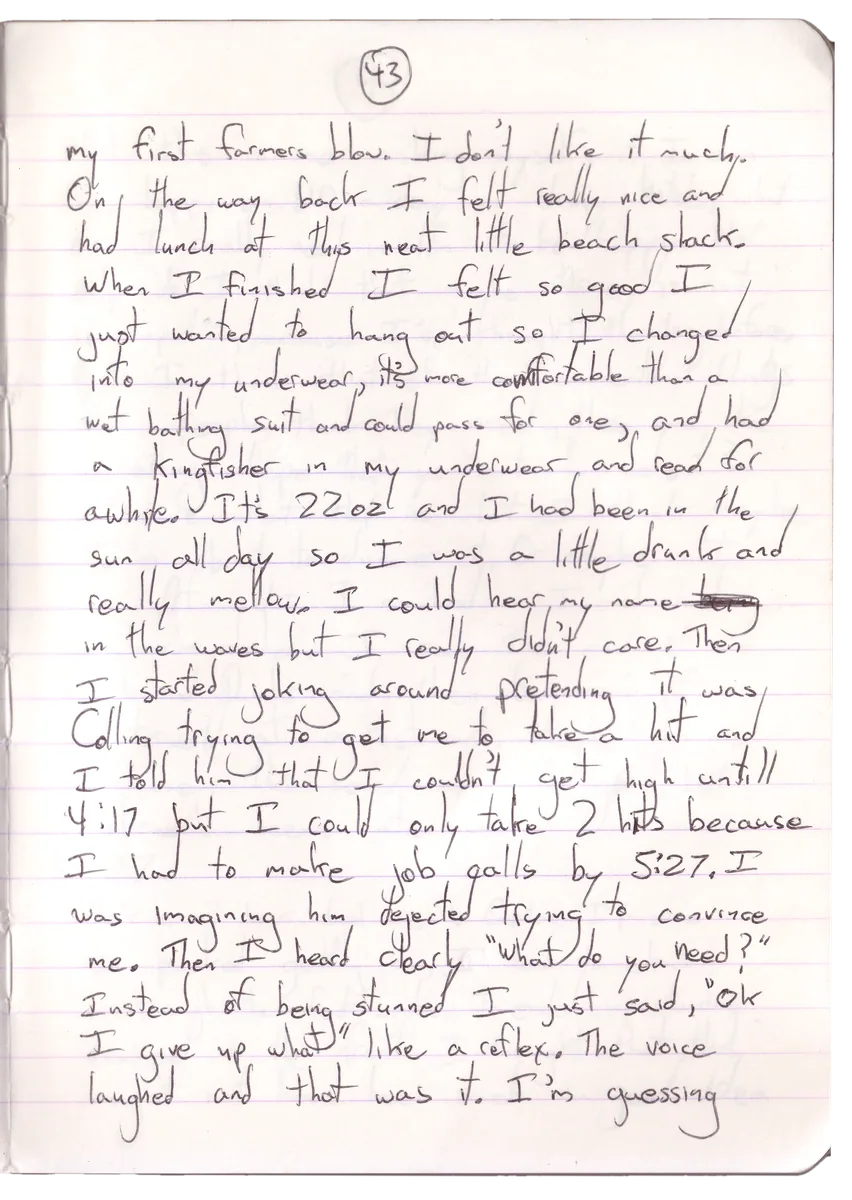 43
my first farmers blow. I don't like it much.
On the way back I felt really nice and
had lunch at this neat little beach shack.
When I finished I felt so good I
just wanted to hang out so I changed
into my underwear, it's more comfortable than a
wet bathing suit and could pass for one, and had
a Kingfisher in my underwear and read for
awhile. It's 22oz and I had been in the
sun all day so I was a little drunk and
really mellow. I could hear my name
in the waves but I really didn't care. Then
I started joking around pretending it was
Colling trying to get me to take a hit and
I told him that I couldn't get high untill
4:17 but I could only take 2 hits because
I had to make job calls by 5:27. I
was imagining him dejected trying to convince
me. Then I heard clearly "What do you need?"
Instead of being stunned I just said, "Ok
I give up what" like a reflex. The voice
laughed and that was it. I'm guessing